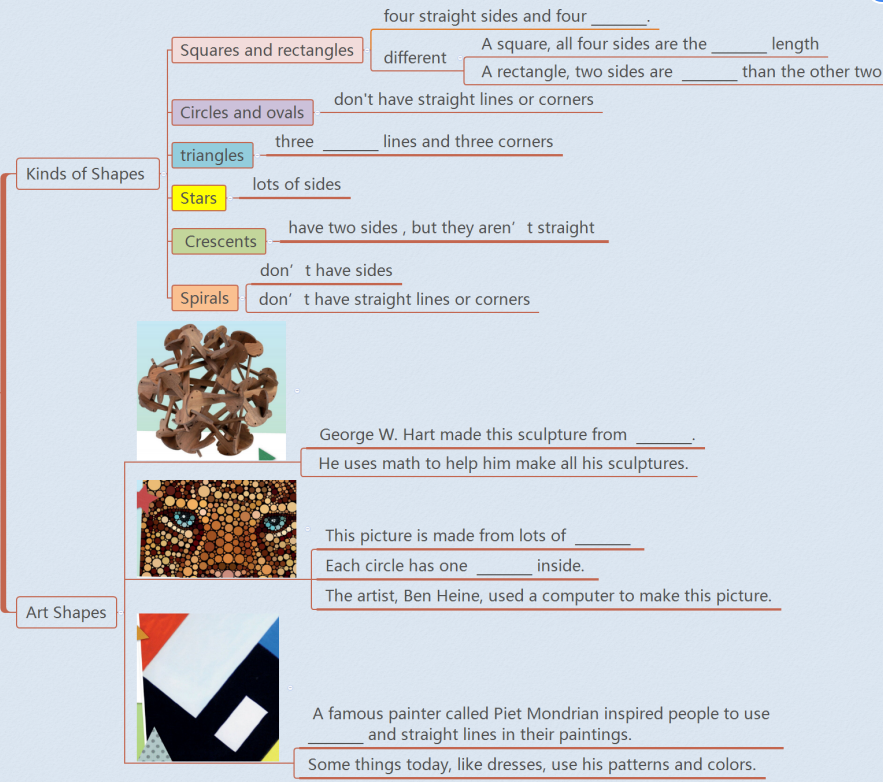 four straight sides and four _______.
Squares and rectangles
different
A square, all four sides are the _______ length
A rectangle, two sides are _______ than the other two
Circles and ovals
don't have straight lines or corners
triangles
three _______ lines and three corners
Kinds of Shapes
Stars
lots of sides
Crescents
have two sides , but they aren’t straight
Spirals
don’t have sides
don’t have straight lines or corners
George W. Hart made this sculpture from _______.
He uses math to help him make all his sculptures.
This picture is made from lots of _______
Each circle has one _______ inside.
The artist, Ben Heine, used a computer to make this picture.
Art Shapes
A famous painter called Piet Mondrian inspired people to use
_______ and straight lines in their paintings.
Some things today, like dresses, use his patterns and colors.